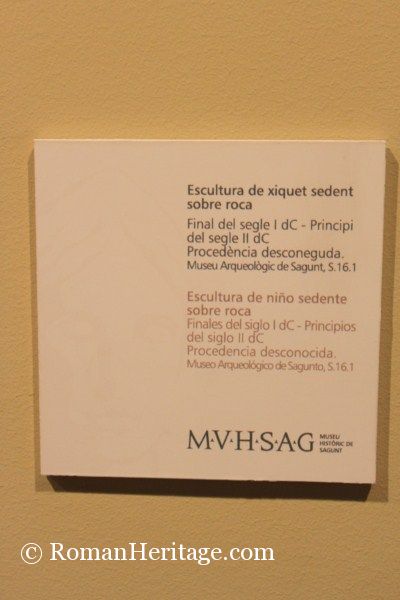 Escultura de xiquet sedent
sobre roca
Final del segle I dC - Principi
del segle II dC
Procedència desconeguda.
Museu Arqueològic de Sagunt, S.16.1
Escultura de niño sedente
sobre roca
Finales del siglo I dC - Principios
del siglo II dC
Procedencia desconocida.
Museo Arqueológico de Sagunto, S.16.1
M·V·H·S·A·G
MUSEU
HISTÒRIC DE
SAGUNT
© RomanHeritage.com